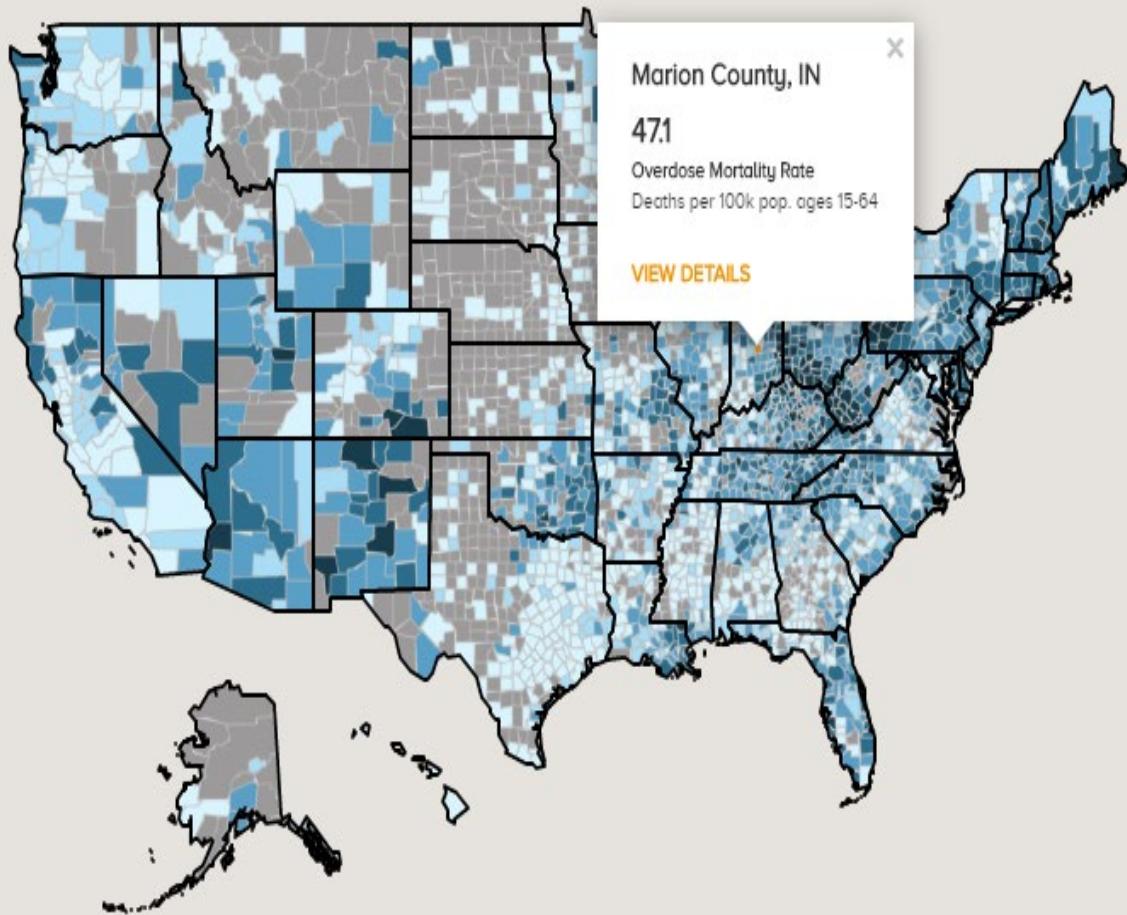 ×
Marion County, IN
47.1
Overdose Mortality Rate
Deaths per 100k pop. ages 15-64
VIEW DETAILS